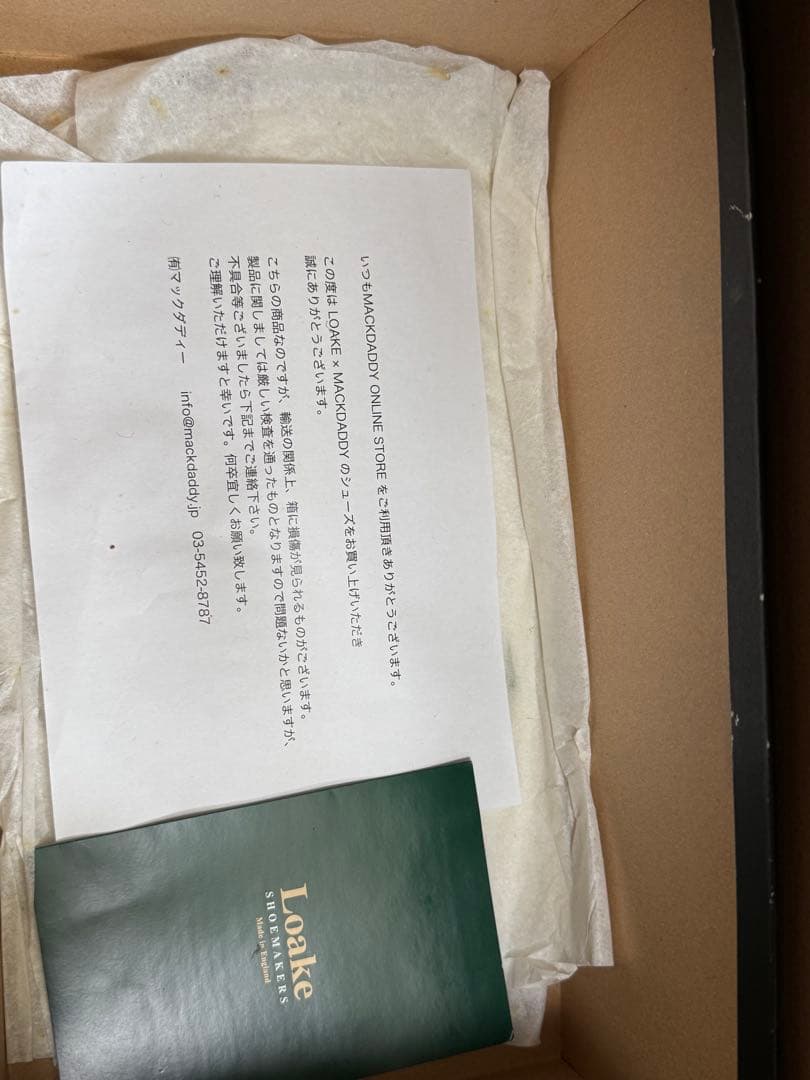 いつもMACKDADDY ONLINE STORE をご利用頂きありがとうございます。
この度は LOAKE × MACKDADDY のシューズをお買い上げいただき
誠にありがとうございます。
こちらの商品なのですが、輸送の関係上、箱に損傷が見られるものがございます。
製品に関しましては厳しい検査を通ったものとなりますので問題ないかと思いますが、
不具合等ございましたら下記までご連絡下さい。
ご理解いただけますと幸いです。何卒宜しくお願い致します。
㈲マックダディー info@mackdaddy.jp 03-5452-8787
Loake
SHOEMAKERS
Made in England